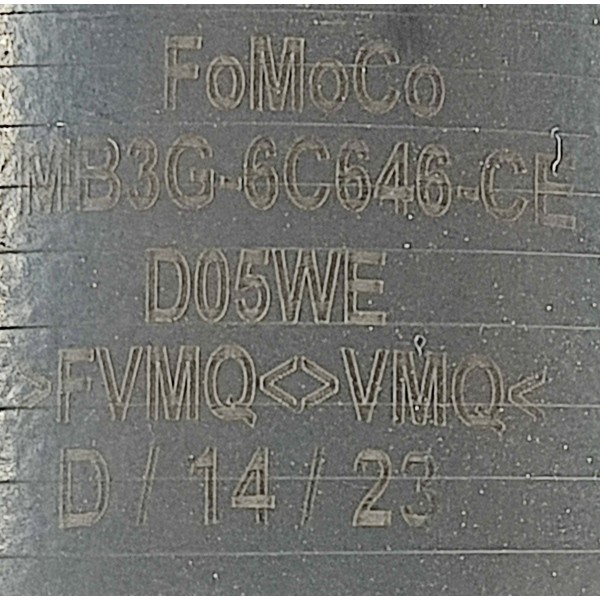 FoMoCo
MB3G-6C646-CE
D05WE
>FVMQ<>VMQ<
D / 14 / 23